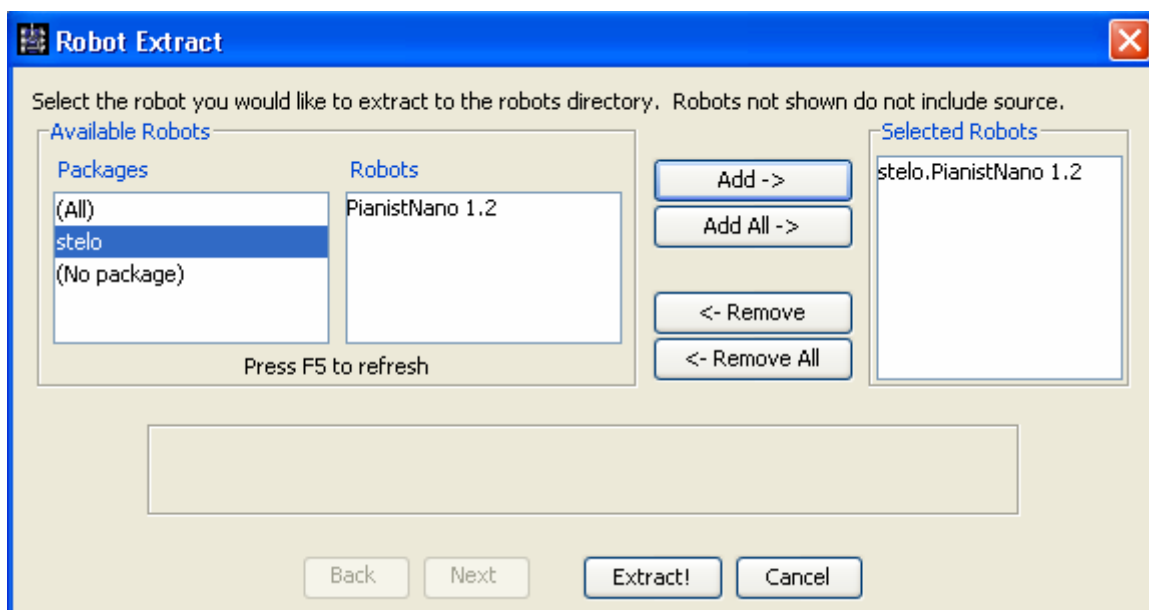 Robot Extract
Select the robot you would like to extract to the robots directory.  Robots not shown do not include source.
Available Robots
Packages
Robots
(All)
stelo
(No package)
PianistNano 1.2
Press F5 to refresh
Add ->
Add All ->
<- Remove
<- Remove All
Selected Robots
stelo.PianistNano 1.2
Back
Next
Extract!
Cancel